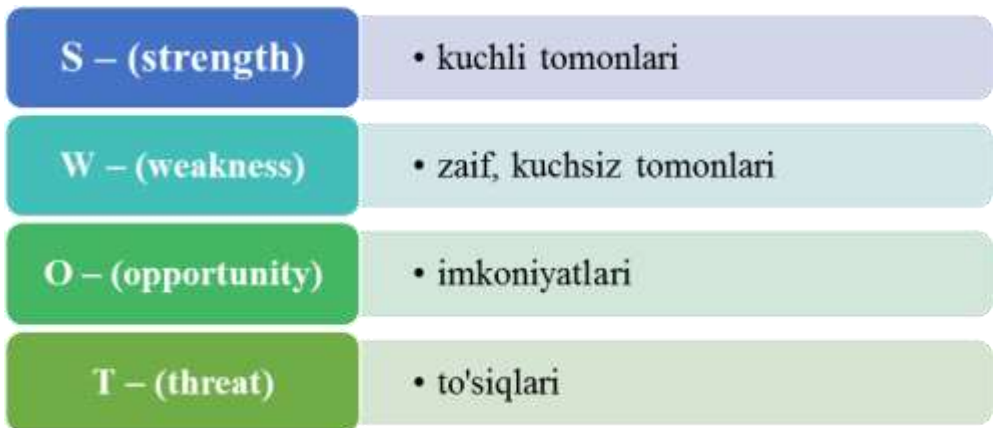 S – (strength)
• kuchli tomonlari
W – (weakness)
• zaif, kuchsiz tomonlari
O – (opportunity)
• imkoniyatlari
T – (threat)
• to'siqlari